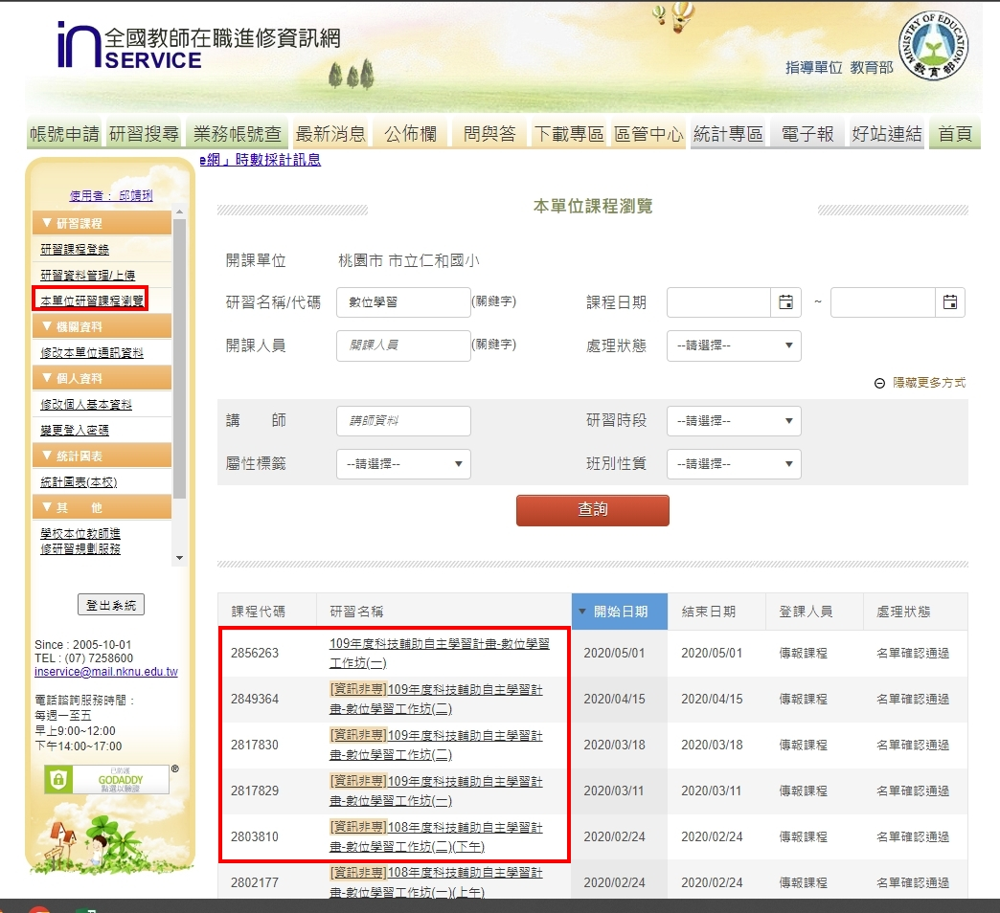 in SERVICE 全國教師在職進修資訊網
指導單位 教育部
MINISTRY OF EDUCATION
教育部
帳號申請 研習搜尋 業務帳號查 最新消息 公佈欄 問與答 下載專區 區管中心 統計專區 電子報 好站連結 首頁
e網」時數採計訊息
使用者： 邱靖琍
▼ 研習課程
研習課程登錄
研習資料管理/上傳
本單位研習課程瀏覽
▼ 機關資料
修改本單位通訊資料
▼ 個人資料
修改個人基本資料
變更登入密碼
▼ 統計圖表
統計圖表(本校)
▼ 其 他
學校本位教師進
修研習規劃服務
登出系統
Since : 2005-10-01
TEL : (07) 7258600
inservice@mail.nknu.edu.tw
電話諮詢服務時間：
每週一至五
早上9:00~12:00
下午14:00~17:00
已防護
GODADDY
點選以驗證
®
本單位課程瀏覽
開課單位 桃園市 市立仁和國小
研習名稱/代碼 數位學習 (關鍵字) 課程日期 ~
開課人員 開課人員 (關鍵字) 處理狀態 --請選擇--
隱藏更多方式
講 師 講師資料 研習時段 --請選擇--
屬性標籤 --請選擇-- 班別性質 --請選擇--
查詢
課程代碼 研習名稱 開始日期 結束日期 登課人員 處理狀態
2856263 109年度科技輔助自主學習計畫-數位學習 2020/05/01 2020/05/01 傳報課程 名單確認通過
工作坊(一)
2849364 [資訊非專]109年度科技輔助自主學習計 2020/04/15 2020/04/15 傳報課程 名單確認通過
畫-數位學習工作坊(二)
2817830 [資訊非專]109年度科技輔助自主學習計 2020/03/18 2020/03/18 傳報課程 名單確認通過
畫-數位學習工作坊(二)
2817829 [資訊非專]109年度科技輔助自主學習計 2020/03/11 2020/03/11 傳報課程 名單確認通過
畫-數位學習工作坊(一)
2803810 [資訊非專]108年度科技輔助自主學習計 2020/02/24 2020/02/24 傳報課程 名單確認通過
畫-數位學習工作坊(二)(下午)
2802177 [資訊非專]108年度科技輔助自主學習計 2020/02/24 2020/02/24 傳報課程 名單確認通過
畫-數位學習工作坊(一)(上午)